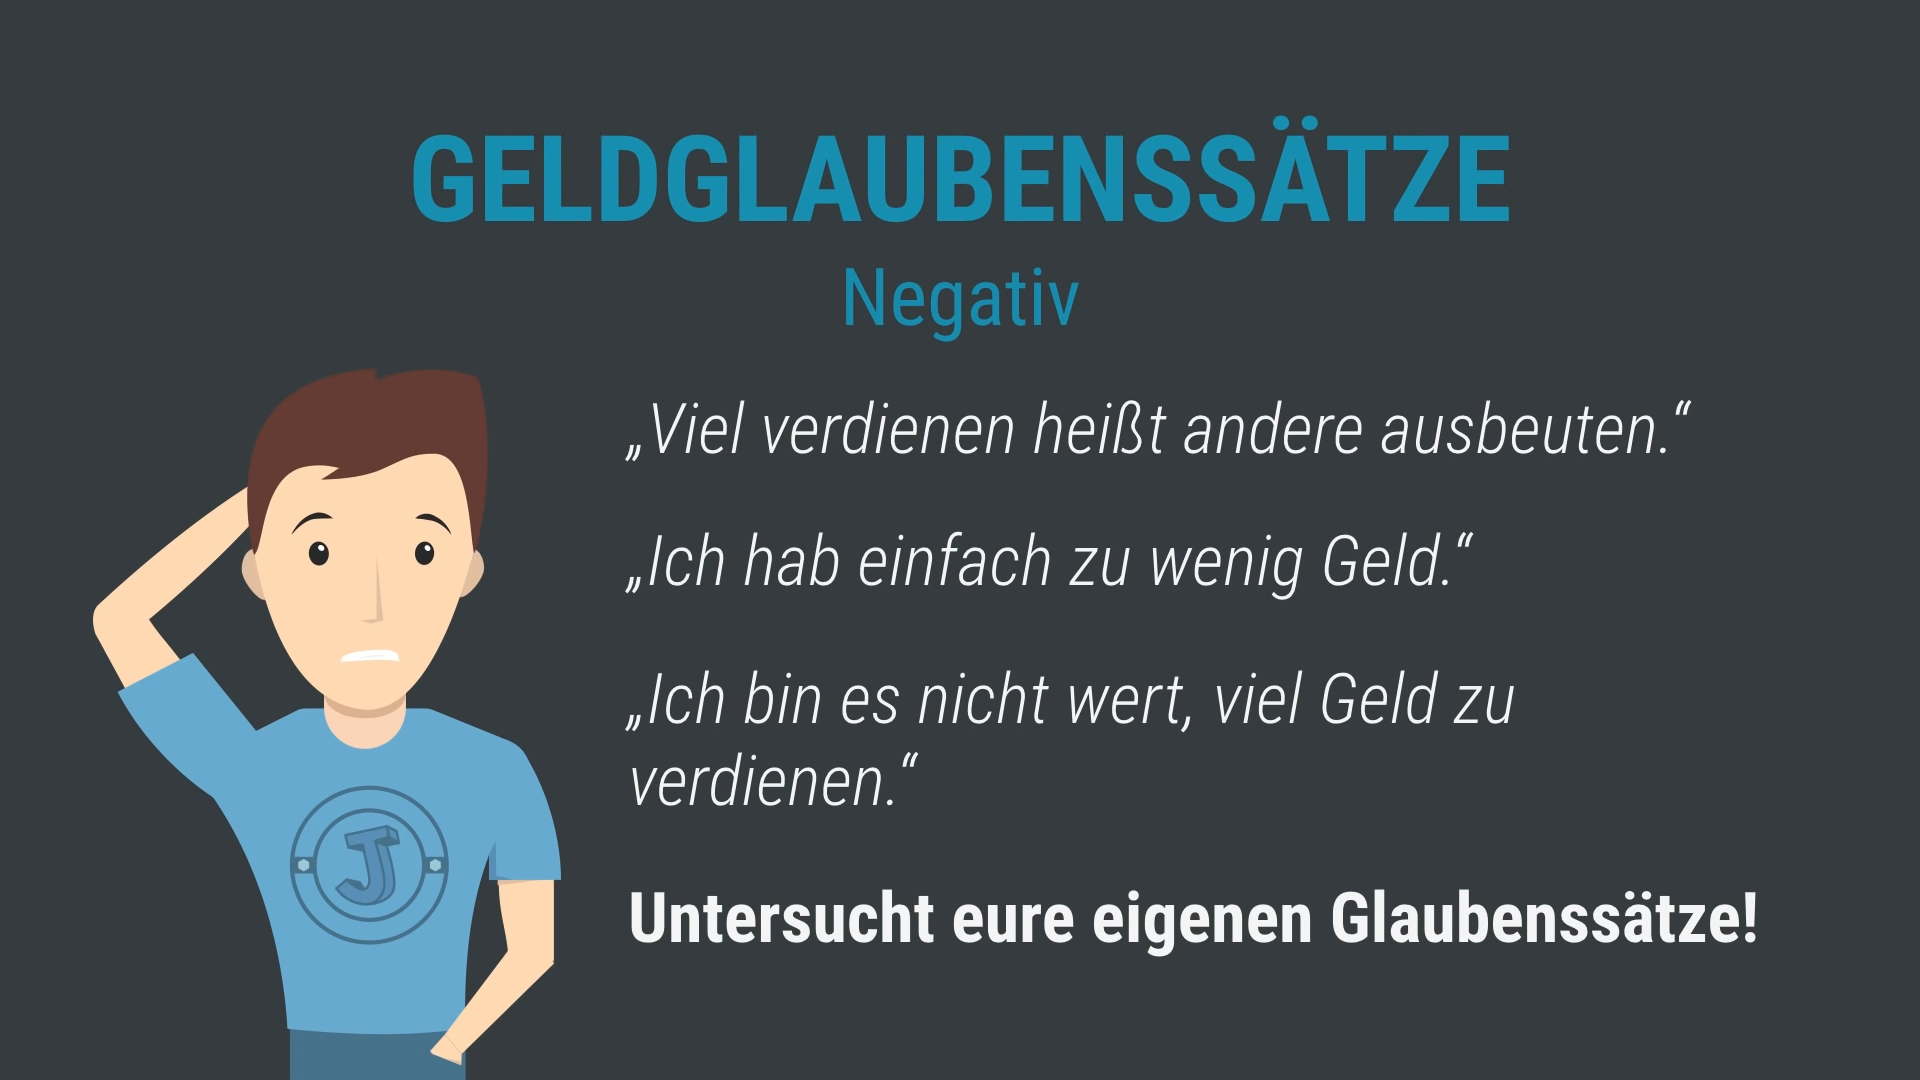 GELDGLAUBENSSÄTZE
Negativ
„Viel verdienen heißt andere ausbeuten.“
„Ich hab einfach zu wenig Geld.“
„Ich bin es nicht wert, viel Geld zu
verdienen.“
J
Untersucht eure eigenen Glaubenssätze!